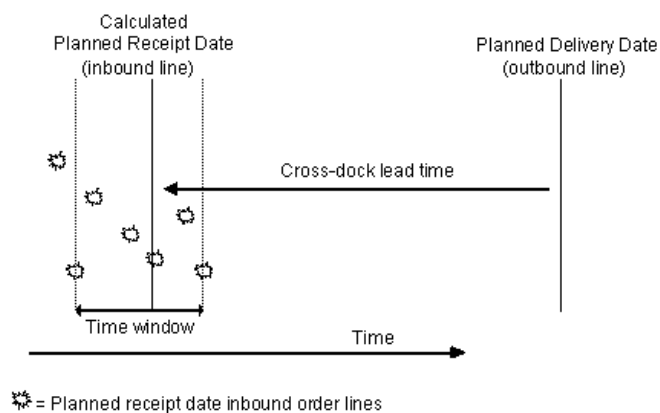 Calculated
Planned Receipt Date
(inbound line)
Planned Delivery Date
(outbound line)
Cross-dock lead time
Time window
Time
= Planned receipt date inbound order lines